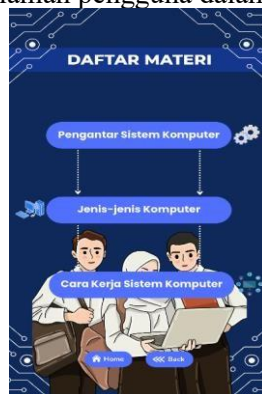 DAFTAR MATERI
Pengantar Sistem Komputer
Jenis-jenis Komputer
Cara Kerja Sistem Komputer
Home
Back